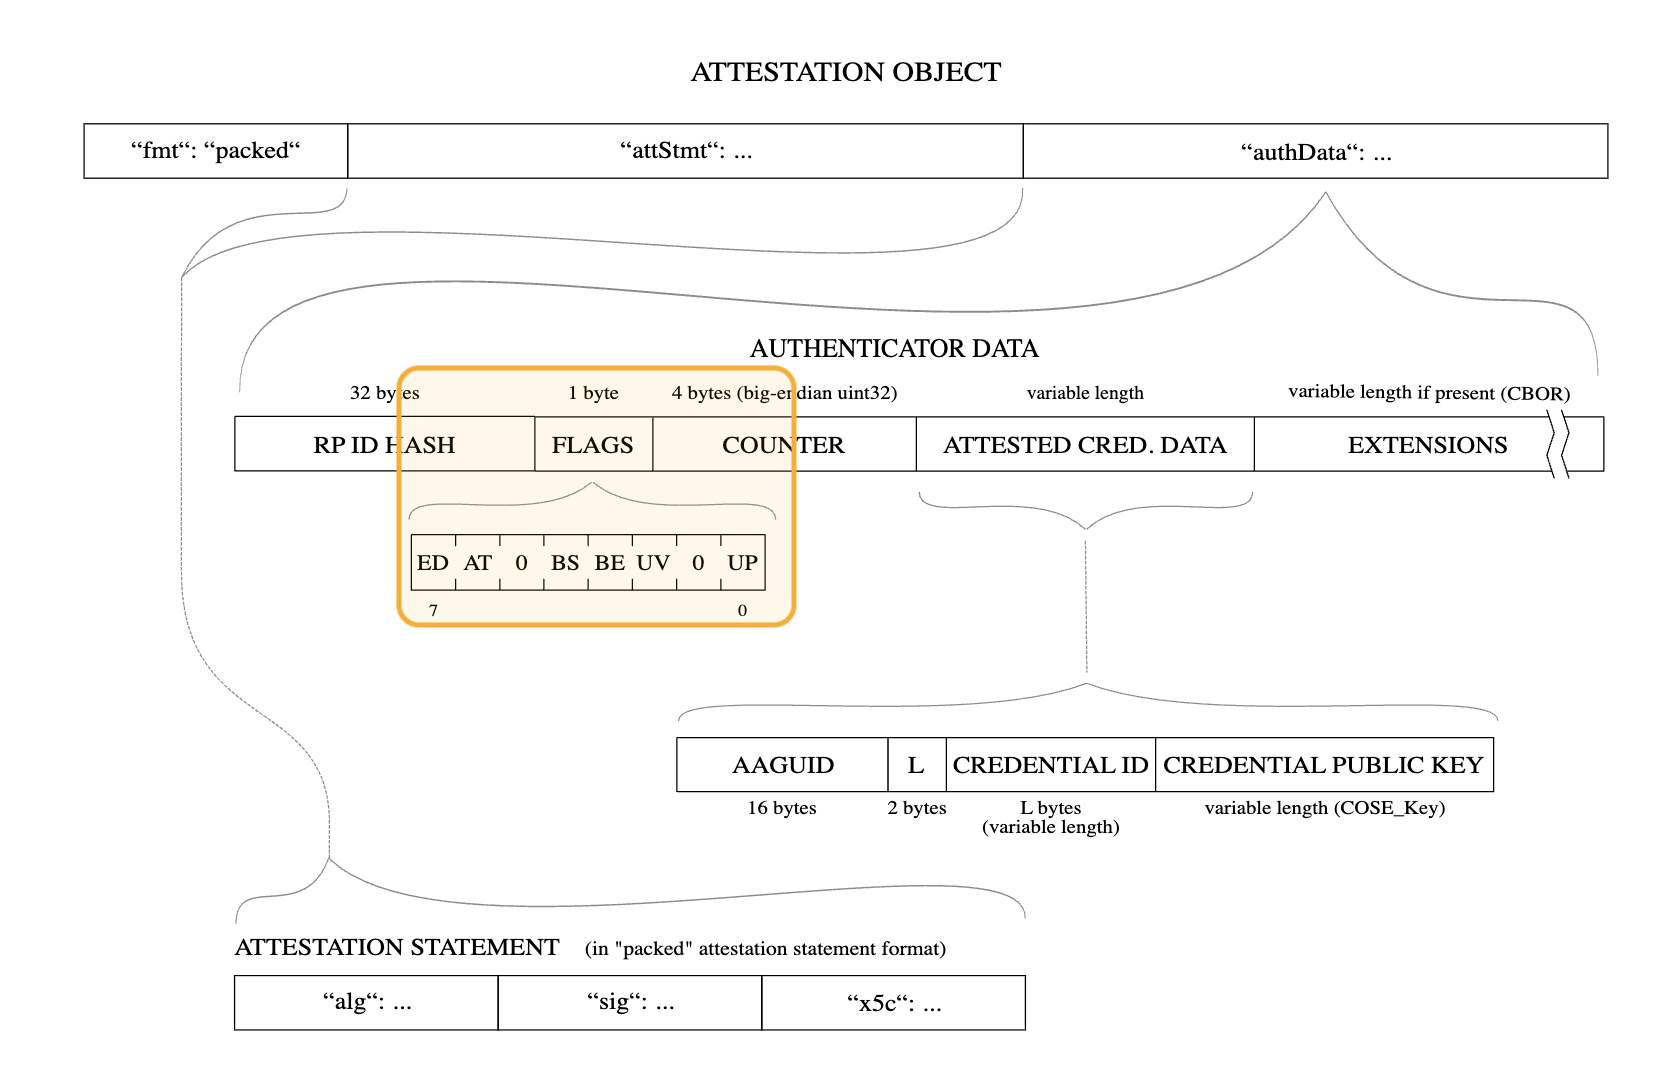 ATTESTATION OBJECT
“fmt“: “packed“
“attStmt“: ...
“authData“: ...
AUTHENTICATOR DATA
32 bytes
1 byte
4 bytes (big-endian uint32)
variable length
variable length if present (CBOR)
RP ID HASH
FLAGS
COUNTER
ATTESTED CRED. DATA
EXTENSIONS
ED AT 0 BS BE UV 0 UP
7 0
AAGUID
L
CREDENTIAL ID
CREDENTIAL PUBLIC KEY
16 bytes
2 bytes
L bytes
(variable length)
variable length (COSE_Key)
ATTESTATION STATEMENT (in "packed" attestation statement format)
“alg“: ...
“sig“: ...
“x5c“: ...